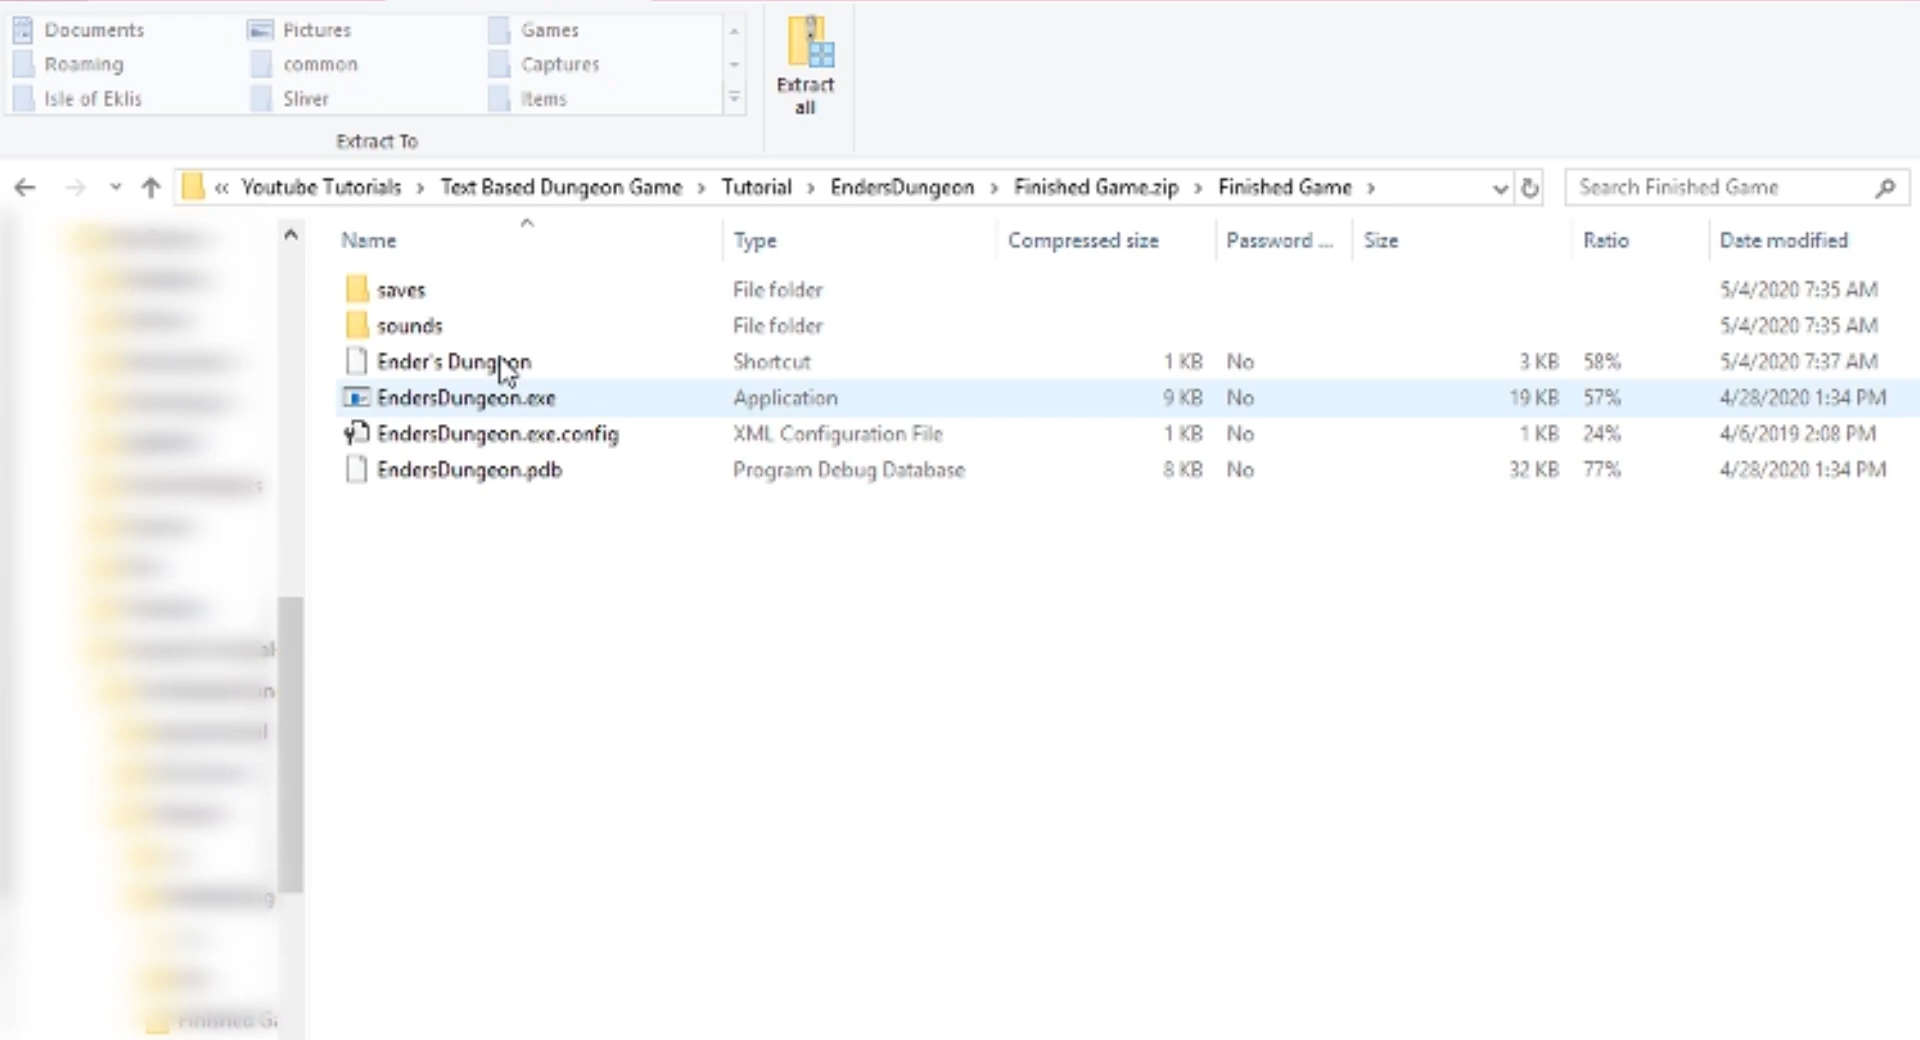 Documents Pictures Games
Roaming common Captures
Isle of Eklis Sliver Items
Extract
all
Extract To
« Youtube Tutorials › Text Based Dungeon Game › Tutorial › EndersDungeon › Finished Game.zip › Finished Game › Search Finished Game
Name Type Compressed size Password ... Size Ratio Date modified
saves File folder 5/4/2020 7:35 AM
sounds File folder 5/4/2020 7:35 AM
Ender's Dungeon Shortcut 1 KB No 3 KB 58% 5/4/2020 7:37 AM
EndersDungeon.exe Application 9 KB No 19 KB 57% 4/28/2020 1:34 PM
EndersDungeon.exe.config XML Configuration File 1 KB No 1 KB 24% 4/6/2019 2:08 PM
EndersDungeon.pdb Program Debug Database 8 KB No 32 KB 77% 4/28/2020 1:34 PM
Finished Ga